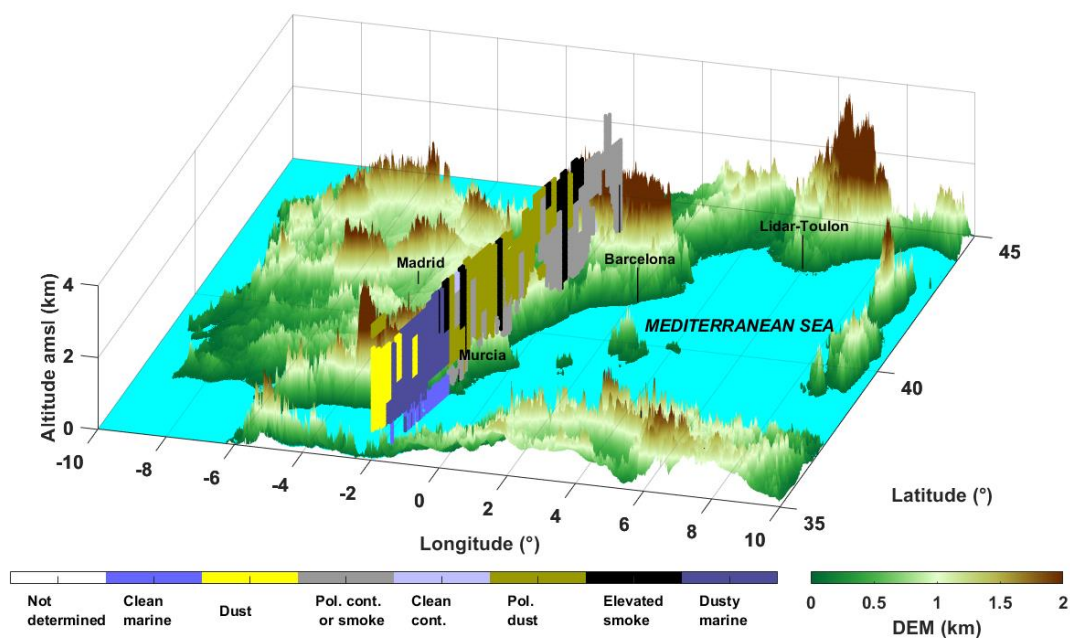 Altitude amsl (km)
4
2
0
-10
-8
-6
-4
-2
0
2
4
6
8
10
Longitude (°)
35
40
45
Latitude (°)
Madrid
Murcia
Barcelona
Lidar-Toulon
MEDITERRANEAN SEA
Not
determined
Clean
marine
Dust
Pol. cont.
or smoke
Clean
cont.
Pol.
dust
Elevated
smoke
Dusty
marine
0
0.5
1
1.5
2
DEM (km)